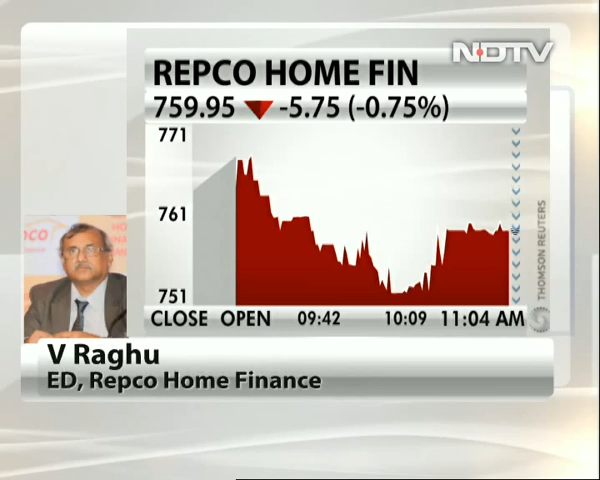 NDTV
REPCO HOME FIN
759.95 -5.75 (-0.75%)
771
761
751
CLOSE OPEN 09:42 10:09 11:04 AM
THOMSON REUTERS
V Raghu
ED, Repco Home Finance